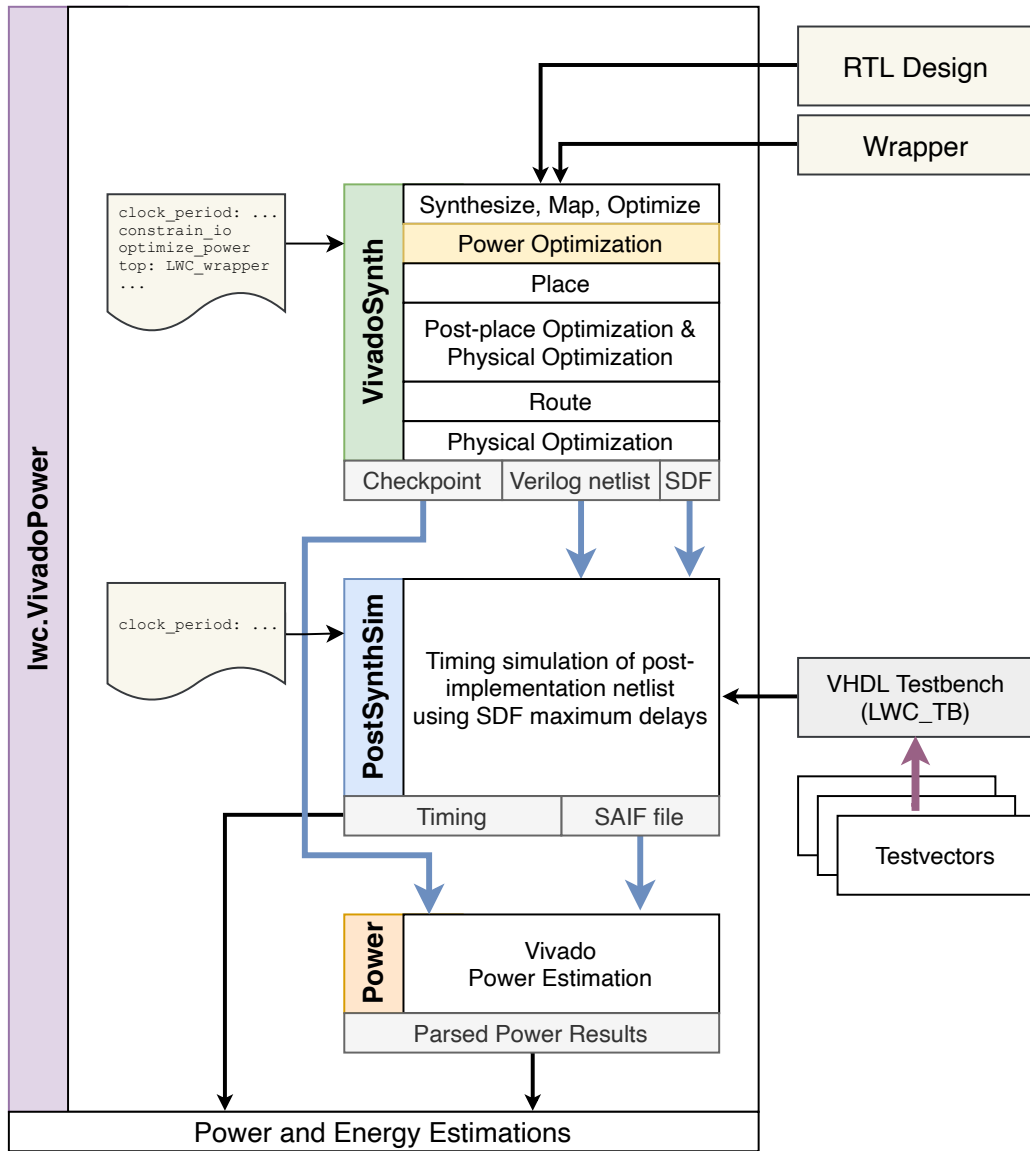 RTL Design
Wrapper
clock_period: ...
constrain_io
optimize_power
top: LWC_wrapper
...
VivadoSynth
Synthesize, Map, Optimize
Power Optimization
Place
Post-place Optimization &
Physical Optimization
Route
Physical Optimization
Checkpoint
Verilog netlist
SDF
lwc.VivadoPower
clock_period: ...
PostSynthSim
Timing simulation of post-
implementation netlist
using SDF maximum delays
VHDL Testbench
(LWC_TB)
Testvectors
Timing
SAIF file
Power
Vivado
Power Estimation
Parsed Power Results
Power and Energy Estimations